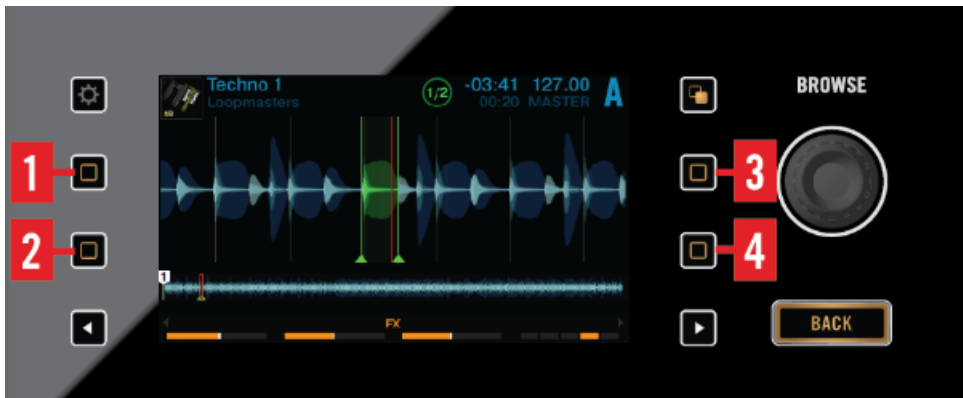 Techno 1
Loopmasters
1/2
-03:41 127.00
00:20 MASTER
A
BROWSE
1
2
3
4
1
FX
BACK